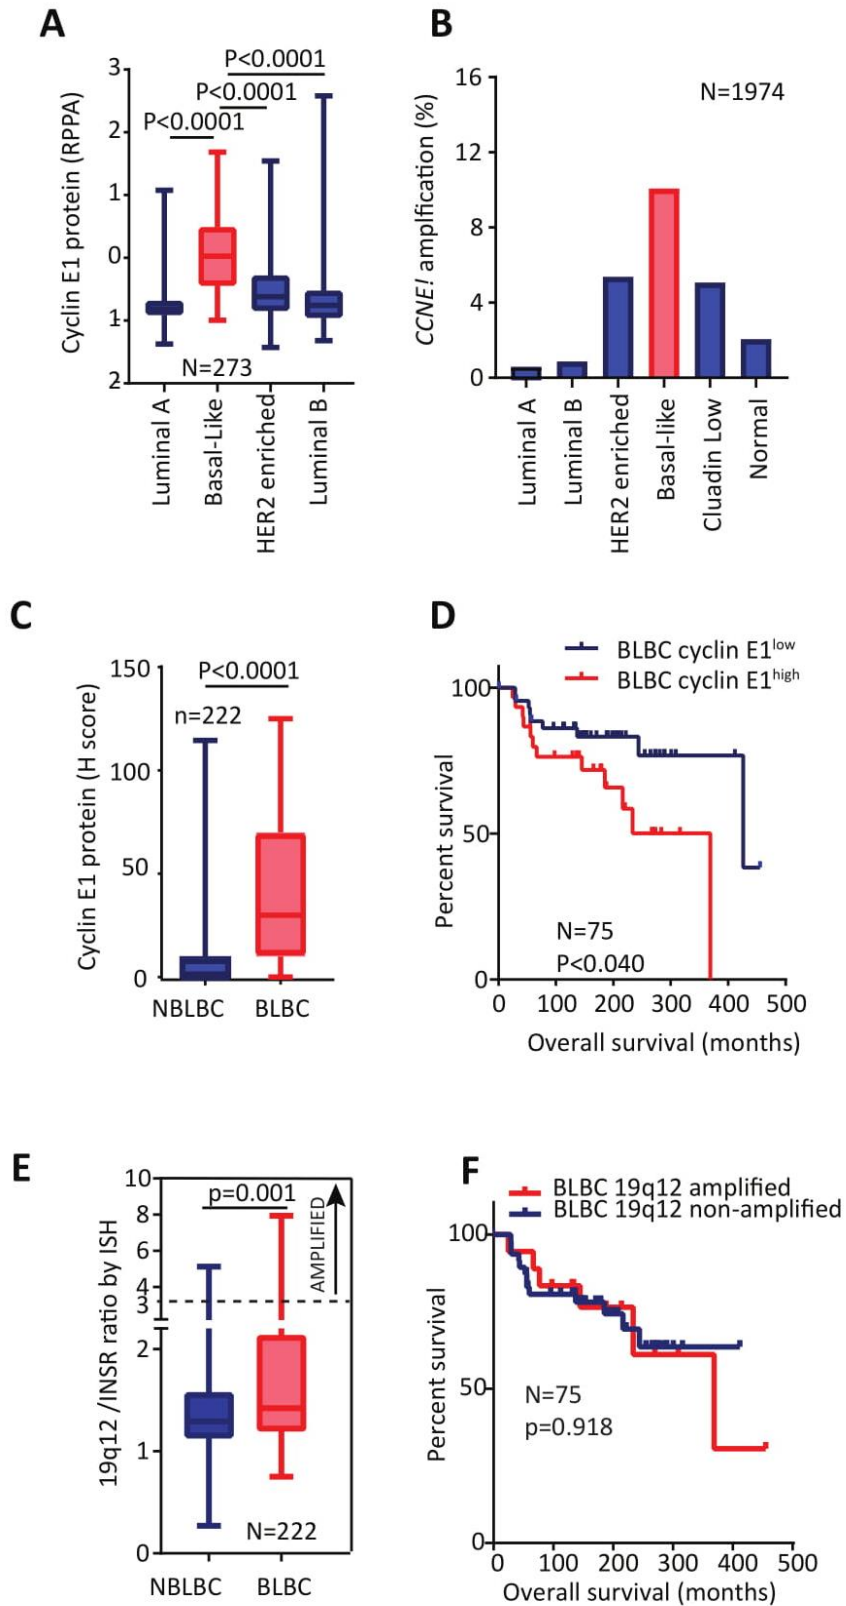 A
Cyclin E1 protein (RPPA)
3
2
1
0
1
2
P<0.0001
P<0.0001
P<0.0001
N=273
Luminal A
Basal-Like
HER2 enriched
Luminal B
B
CCNE! amplfication (%)
16
12
8
4
0
N=1974
Luminal A
Luminal B
HER2 enriched
Basal-like
Cluadin Low
Normal
C
Cyclin E1 protein (H score)
150
100
50
0
P<0.0001
n=222
NBLBC BLBC
D
BLBC cyclin E1low
BLBC cyclin E1high
Percent survival
100
50
0
N=75
P<0.040
0 100 200 300 400 500
Overall survival (months)
E
19q12 /INSR ratio by ISH
10
8
6
4
3
2
1
0
p=0.001
AMPLIFIED
N=222
NBLBC BLBC
F
BLBC 19q12 amplified
BLBC 19q12 non-amplified
Percent survival
100
50
0
N=75
p=0.918
0 100 200 300 400 500
Overall survival (months)